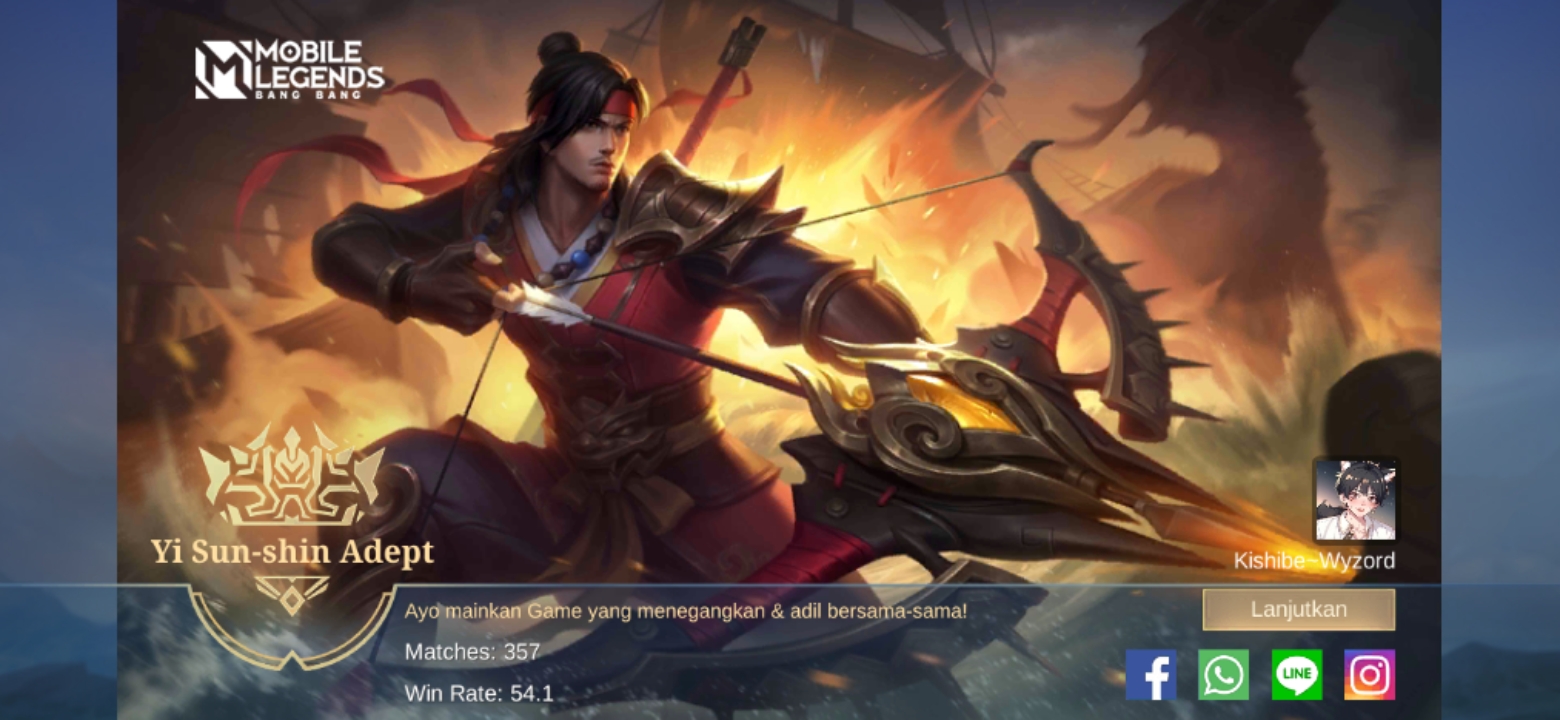 MOBILE
LEGENDS
BANG BANG
Kishibe~Wyzord
Yi Sun-shin Adept
Ayo mainkan Game yang menegangkan & adil bersama-sama!
Lanjutkan
Matches: 357
Win Rate: 54.1
LINE